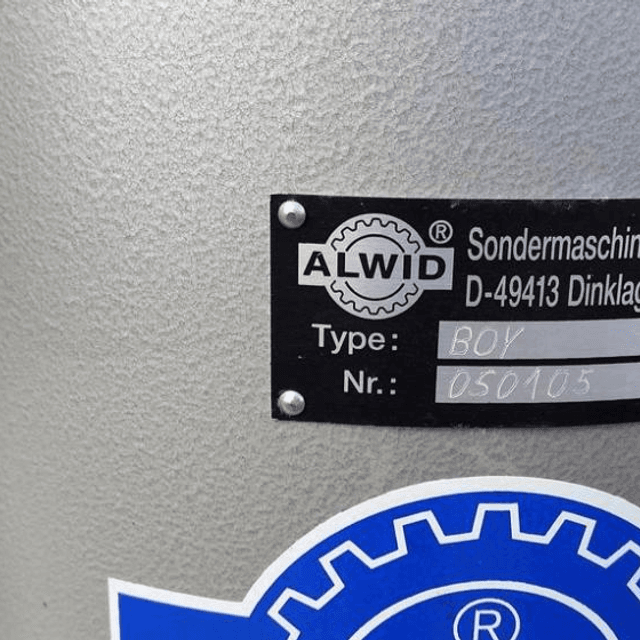 ALWID ®
Sondermaschin
D-49413 Dinklag
Type: BOY
Nr.: 050105
®